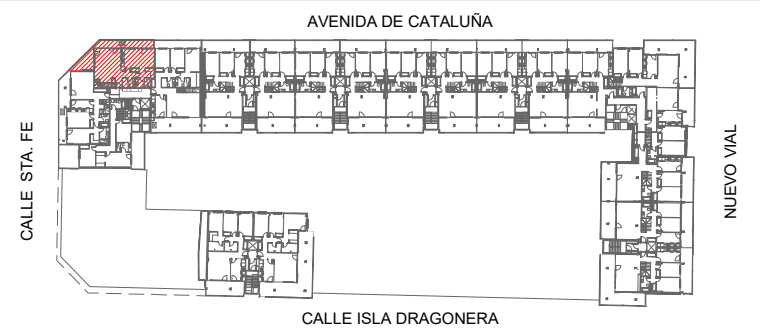 AVENIDA DE CATALUÑA
CALLE STA. FE
NUEVO VIAL
CALLE ISLA DRAGONERA